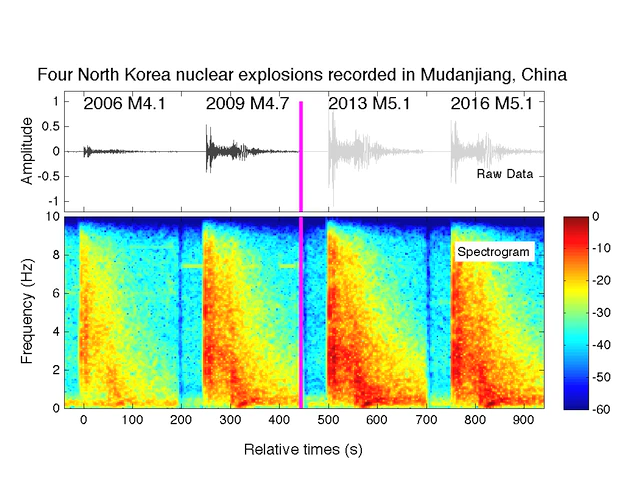 Four North Korea nuclear explosions recorded in Mudanjiang, China
2006 M4.1 2009 M4.7 2013 M5.1 2016 M5.1
Amplitude
1
0.5
0
-0.5
-1
Raw Data
Frequency (Hz)
10
8
6
4
2
0
Spectrogram
0 100 200 300 400 500 600 700 800 900
Relative times (s)
0
-10
-20
-30
-40
-50
-60